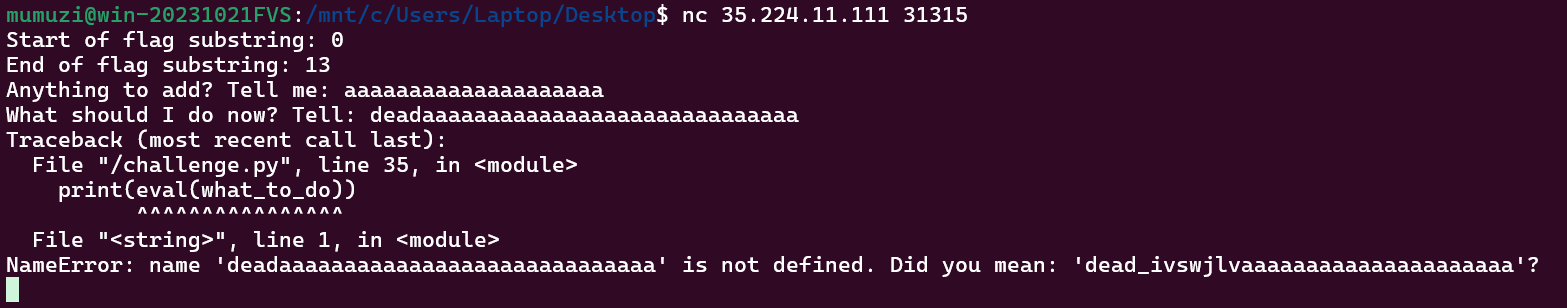 mumuzi@win-20231021FVS:/mnt/c/Users/Laptop/Desktop$ nc 35.224.11.111 31315
Start of flag substring: 0
End of flag substring: 13
Anything to add? Tell me: aaaaaaaaaaaaaaaaaaaa
What should I do now? Tell: deadaaaaaaaaaaaaaaaaaaaaaaaaaaaaa
Traceback (most recent call last):
  File "/challenge.py", line 35, in <module>
    print(eval(what_to_do))
          ^^^^^^^^^^^^^^^^
  File "<string>", line 1, in <module>
NameError: name 'deadaaaaaaaaaaaaaaaaaaaaaaaaaaaaa' is not defined. Did you mean: 'dead_ivswjlvaaaaaaaaaaaaaaaaaaaaa'?